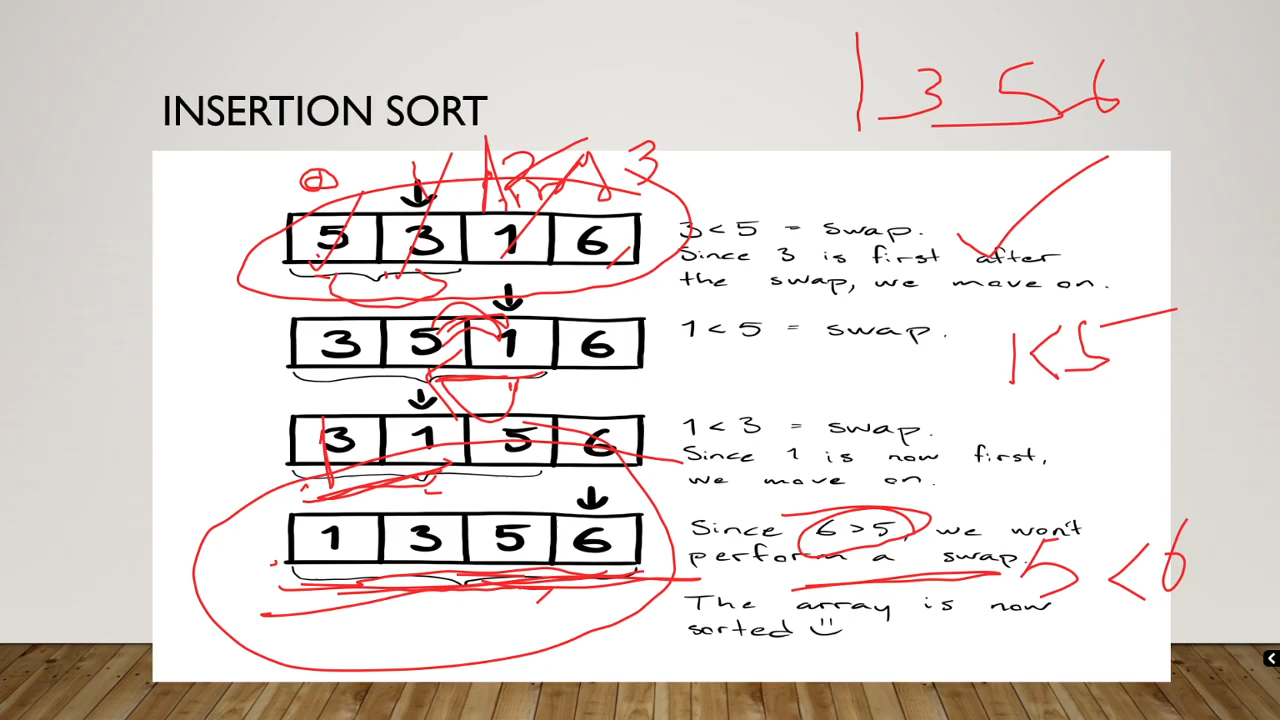 1 3 5 6
INSERTION SORT
5 3 1 6
3 < 5 = swap.
Since 3 is first after
the swap, we move on.
3 5 1 6
1 < 5 = swap.
1 < 5
3 1 5 6
1 < 3 = swap.
Since 1 is now first,
we move on.
1 3 5 6
Since 6 > 5, we won't
perform a swap.
5 < 6
The array is now
sorted